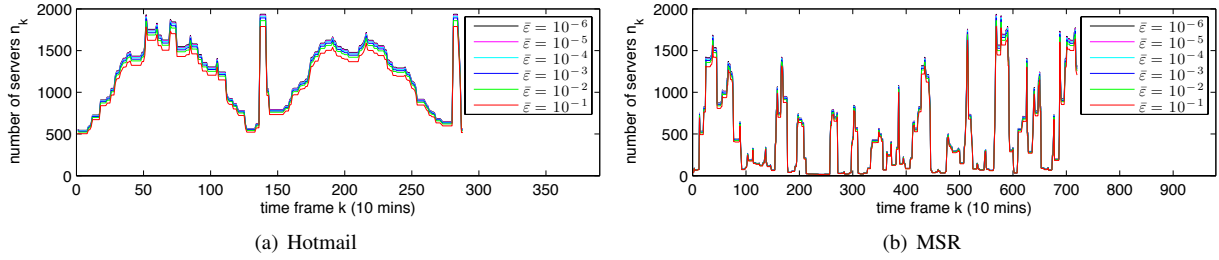 2000
1500
1000
500
0
number of servers n_k
0 50 100 150 200 250 300 350
time frame k (10 mins)
ε̄ = 10⁻⁶
ε̄ = 10⁻⁵
ε̄ = 10⁻⁴
ε̄ = 10⁻³
ε̄ = 10⁻²
ε̄ = 10⁻¹
(a) Hotmail
2000
1500
1000
500
0
number of servers n_k
0 100 200 300 400 500 600 700 800 900
time frame k (10 mins)
ε̄ = 10⁻⁶
ε̄ = 10⁻⁵
ε̄ = 10⁻⁴
ε̄ = 10⁻³
ε̄ = 10⁻²
ε̄ = 10⁻¹
(b) MSR